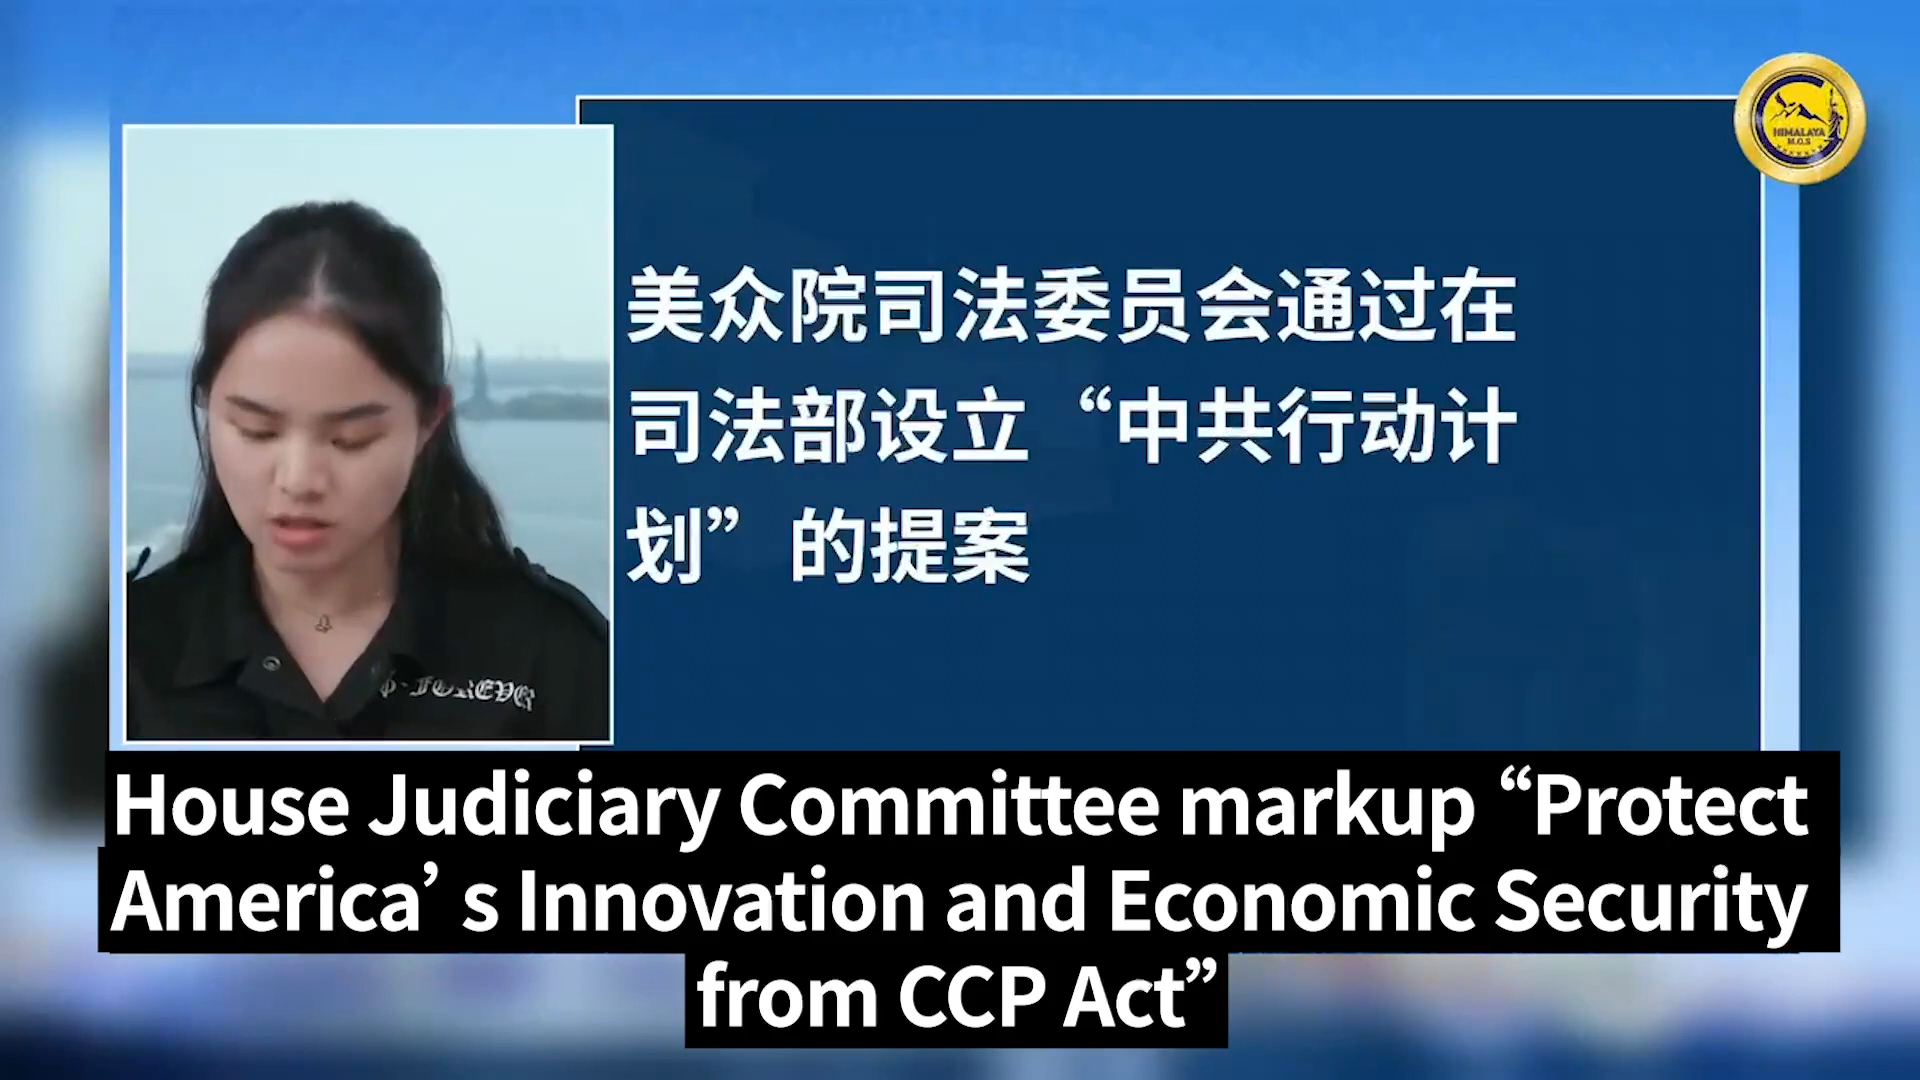 HIMALAYA
M.O.S
美众院司法委员会通过在
司法部设立“中共行动计
划”的提案
-FOREVER
House Judiciary Committee markup “Protect
America’s Innovation and Economic Security
from CCP Act”